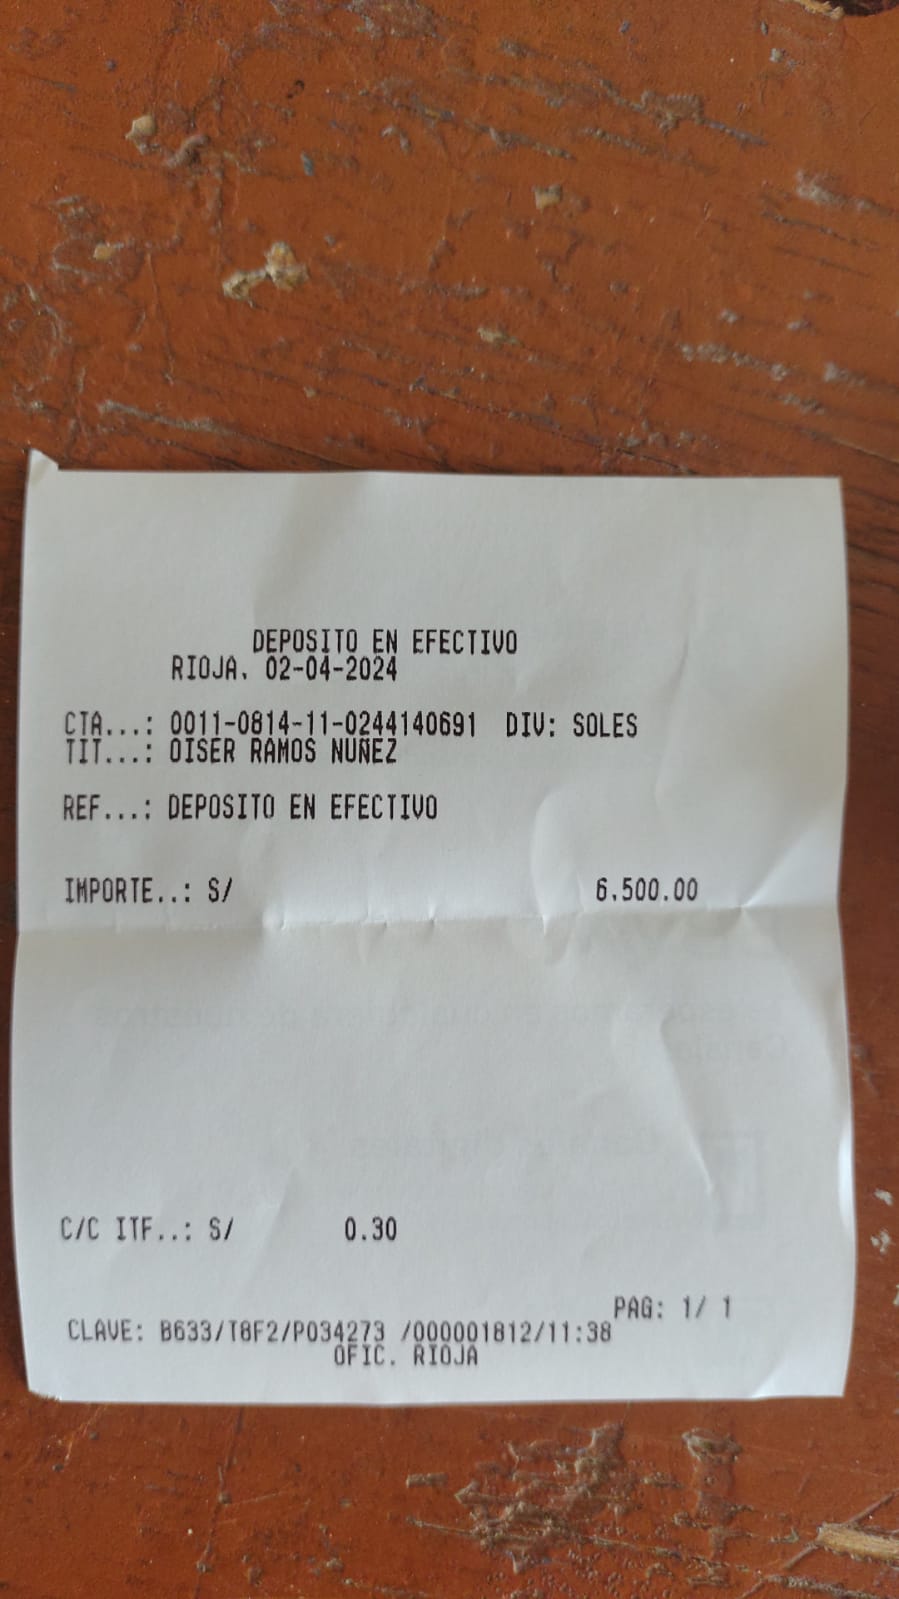 DEPOSITO EN EFECTIVO
RIOJA, 02-04-2024
CTA...: 0011-0814-11-0244140691 DIV: SOLES
TIT...: OISER RAMOS NUÑEZ
REF...: DEPOSITO EN EFECTIVO
IMPORTE..: S/ 6,500.00
C/C ITF..: S/ 0.30
PAG: 1/ 1
CLAVE: B633/T8F2/P034273 /000001812/11:38
OFIC. RIOJA